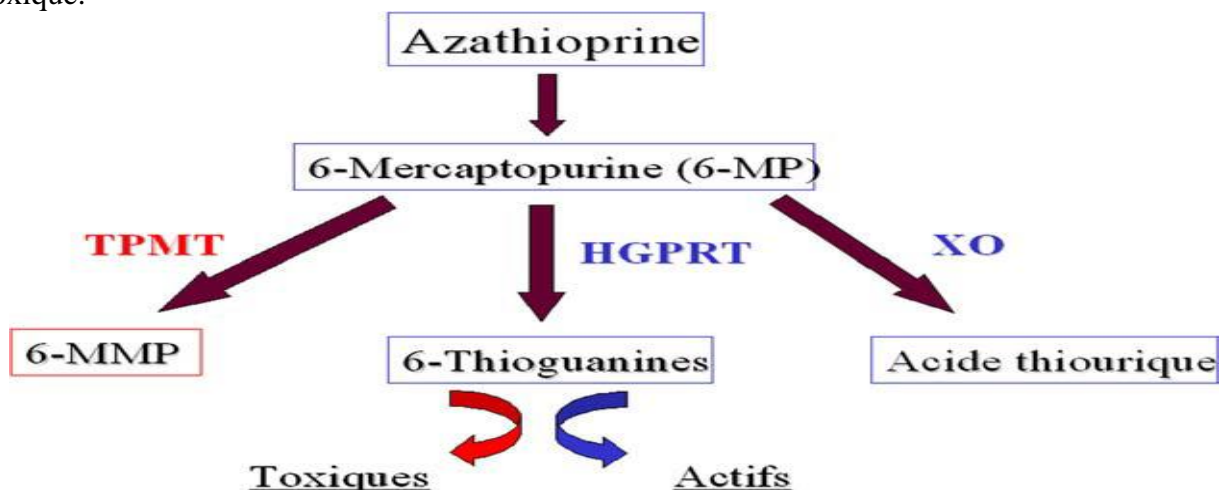 Azathioprine
6-Mercaptopurine (6-MP)
TPMT
HGPRT
XO
6-MMP
6-Thioguanines
Acide thiourique
Toxiques
Actifs